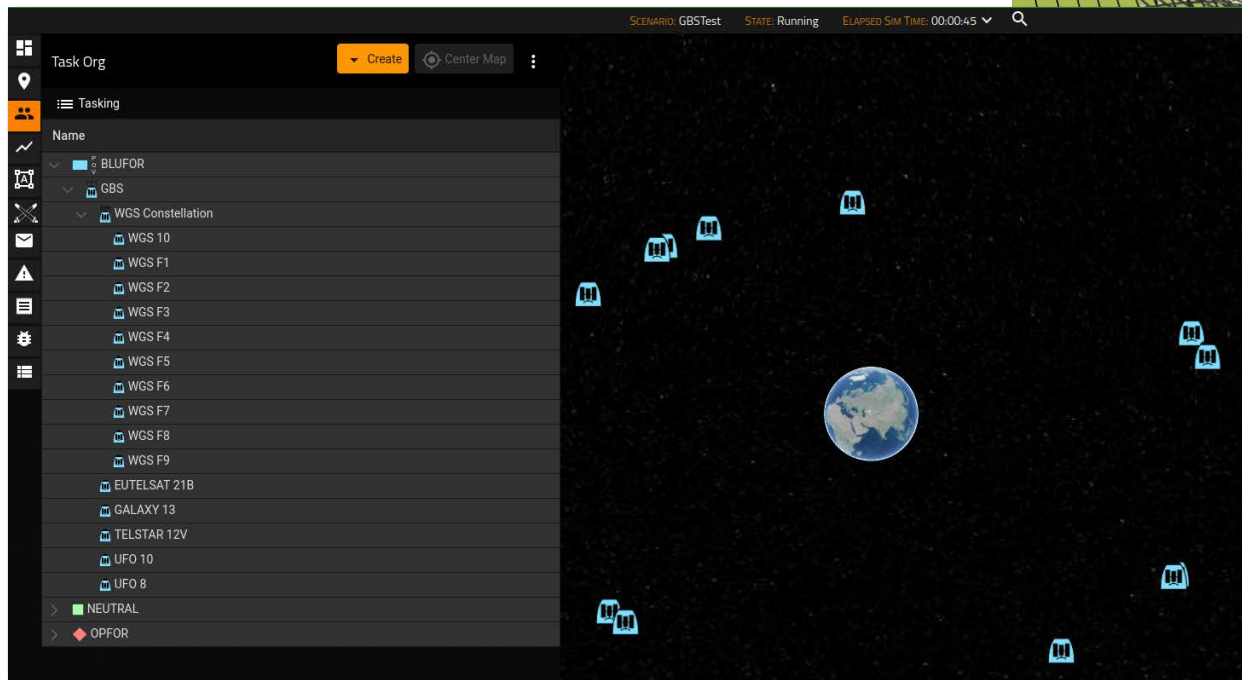 SCENARIO: GBSTest STATE: Running ELAPSED SIM TIME: 00:00:45
Task Org
Create
Center Map
Tasking
Name
POV
BLUFOR
GBS
WGS Constellation
WGS 10
WGS F1
WGS F2
WGS F3
WGS F4
WGS F5
WGS F6
WGS F7
WGS F8
WGS F9
EUTELSAT 21B
GALAXY 13
TELSTAR 12V
UFO 10
UFO 8
NEUTRAL
OPFOR